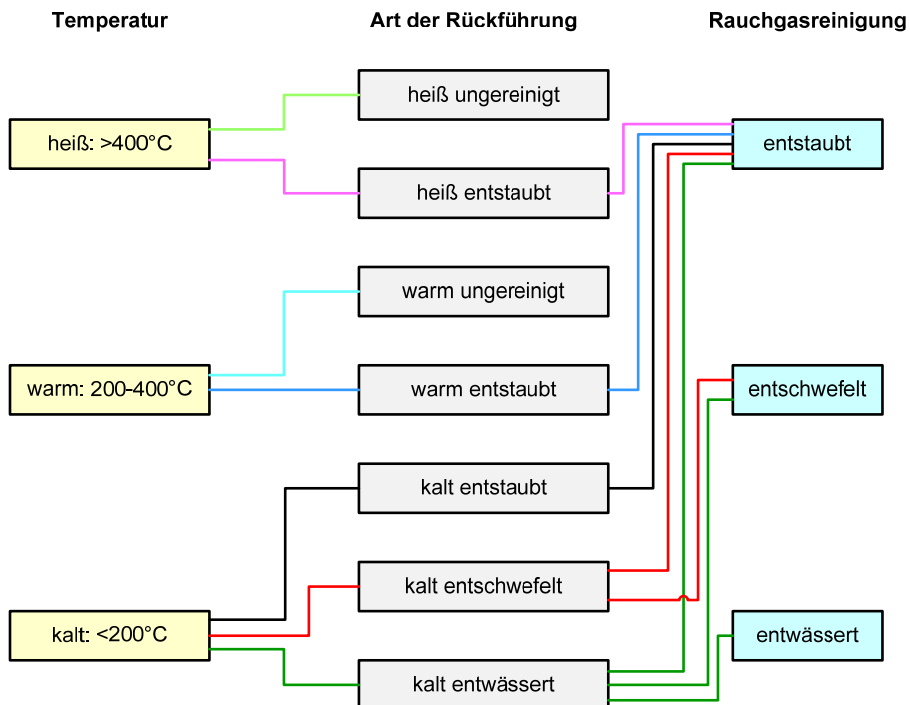 Temperatur
Art der Rückführung
Rauchgasreinigung
heiß: >400°C
heiß ungereinigt
heiß entstaubt
entstaubt
warm: 200-400°C
warm ungereinigt
warm entstaubt
entschwefelt
kalt: <200°C
kalt entstaubt
kalt entschwefelt
kalt entwässert
entwässert